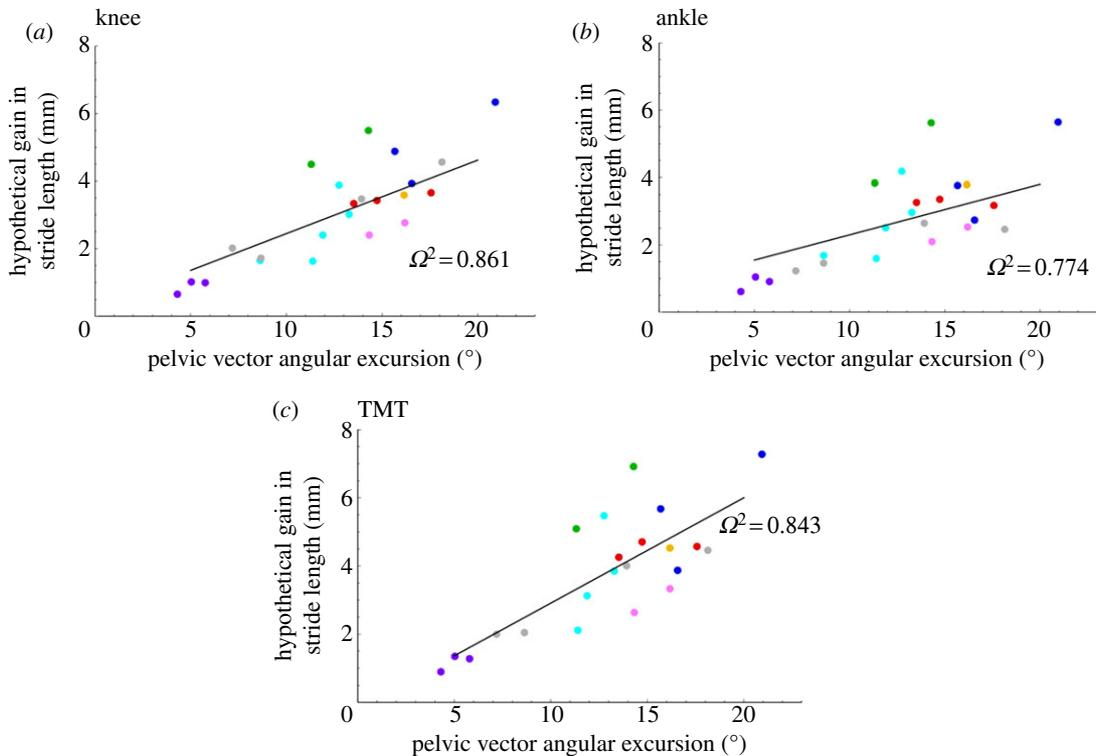 (a)
knee
8
6
4
2
0
5
10
15
20
hypothetical gain in
stride length (mm)
Ω² = 0.861
pelvic vector angular excursion (°)
(b)
ankle
8
6
4
2
0
5
10
15
20
hypothetical gain in
stride length (mm)
Ω² = 0.774
pelvic vector angular excursion (°)
(c)
TMT
8
6
4
2
0
5
10
15
20
hypothetical gain in
stride length (mm)
Ω² = 0.843
pelvic vector angular excursion (°)